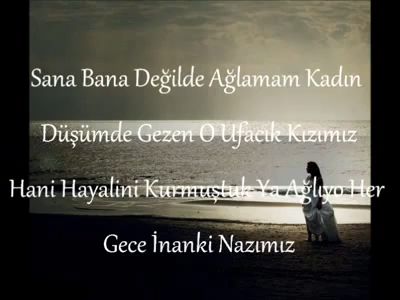 Sana Bana Değilde Ağlamam Kadın
Düşümde Gezen O Ufacık Kızımız
Hani Hayalini Kurmuştuk Ya Ağlıyo Her
Gece İnanki Nazımız